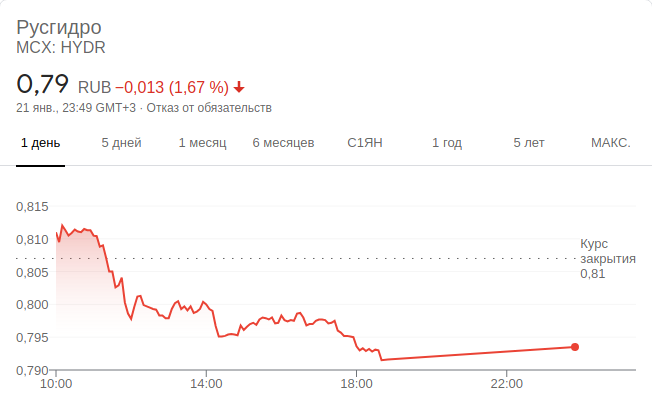 Русгидро
MCX: HYDR
0,79 RUB −0,013 (1,67 %)
21 янв., 23:49 GMT+3 · Отказ от обязательств
1 день 5 дней 1 месяц 6 месяцев С1ЯН 1 год 5 лет МАКС.
0,815
0,810
0,805
0,800
0,795
0,790
Курс
закрытия
0,81
10:00 14:00 18:00 22:00